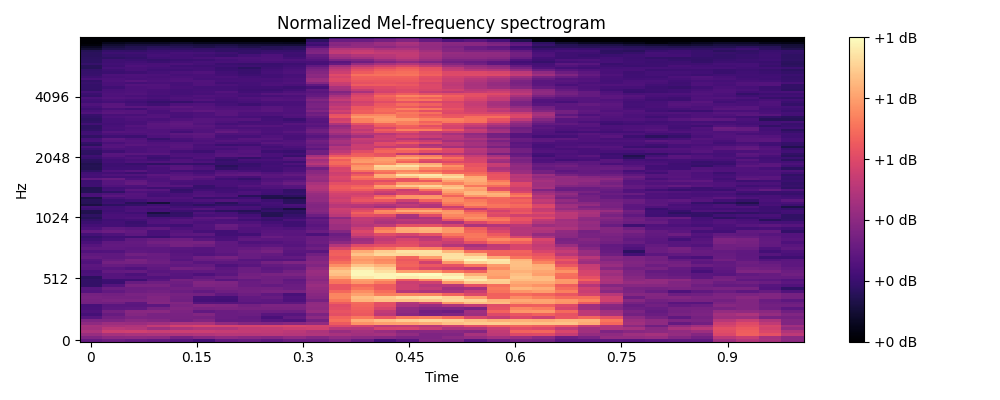 Normalized Mel-frequency spectrogram
Hz
4096
2048
1024
512
0
0 0.15 0.3 0.45 0.6 0.75 0.9
Time
+1 dB
+1 dB
+1 dB
+0 dB
+0 dB
+0 dB